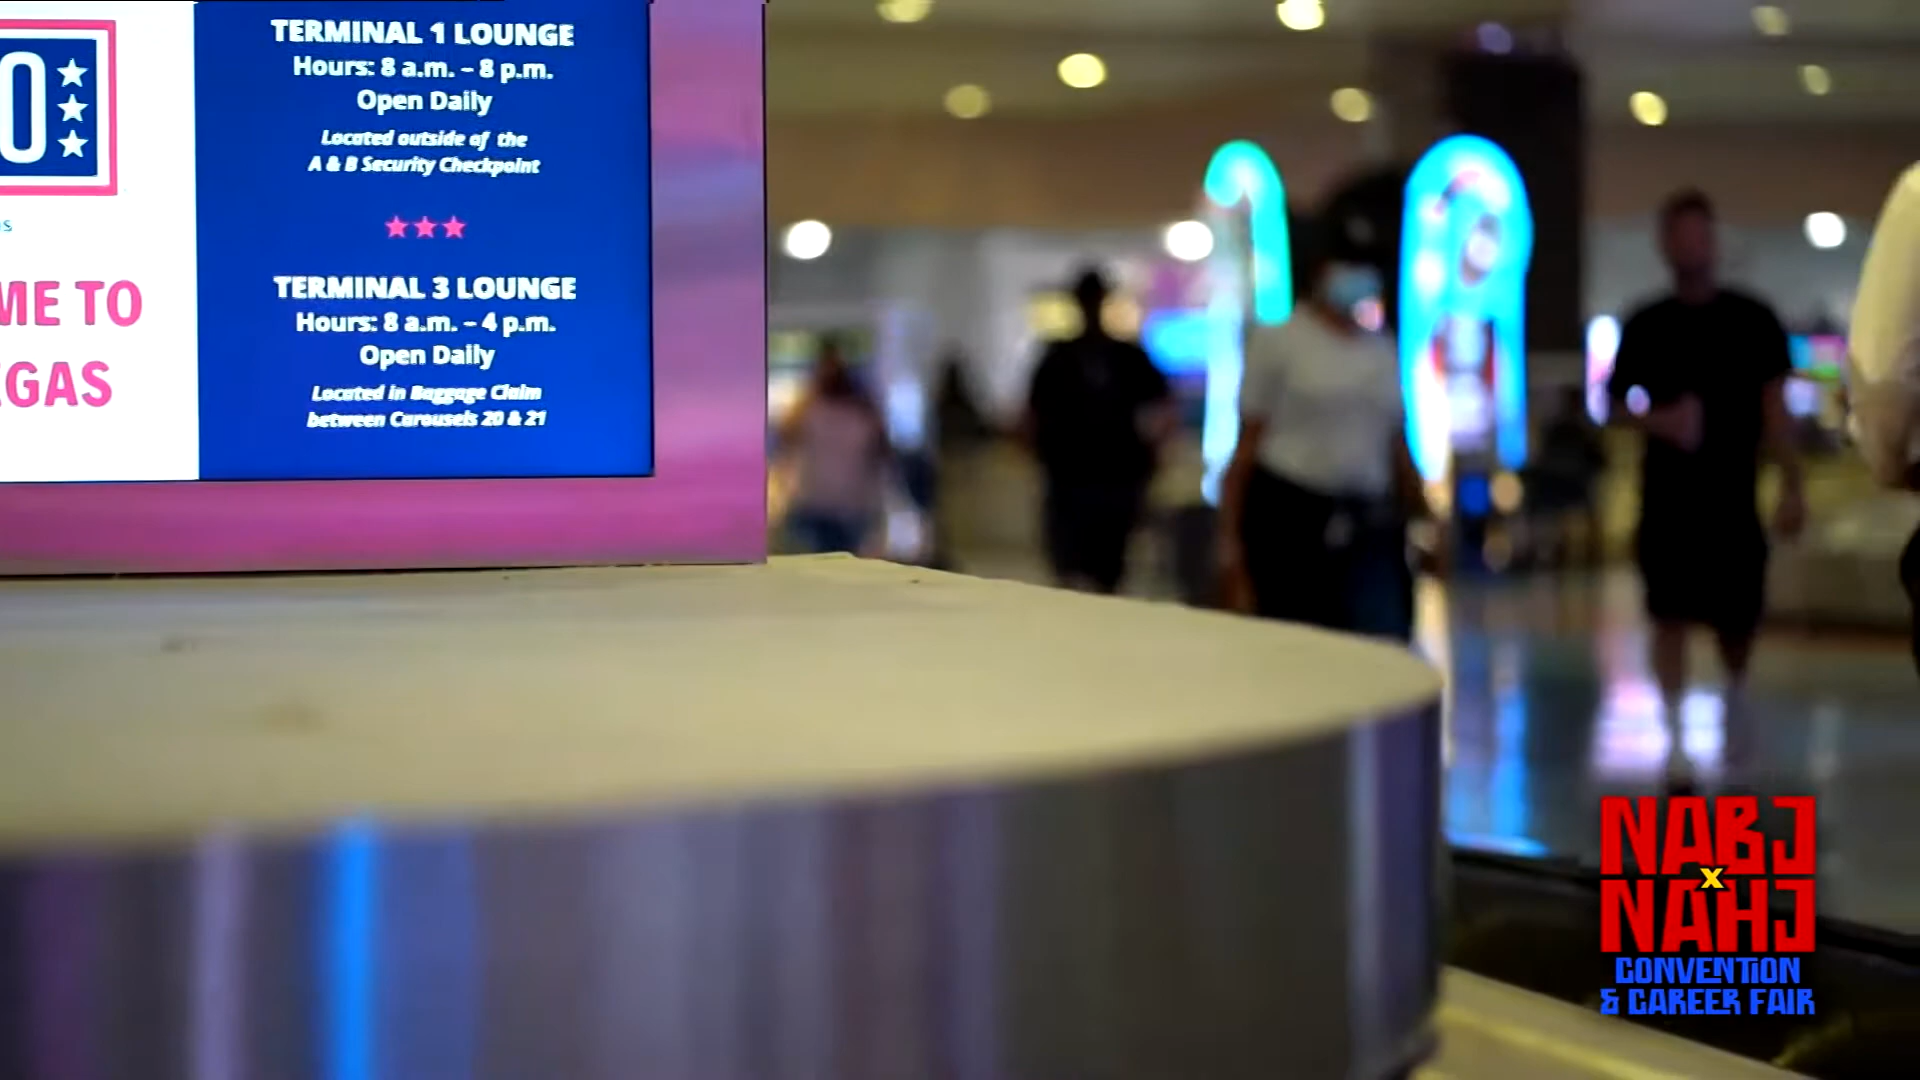 O
s
ME TO
EGAS
TERMINAL 1 LOUNGE
Hours: 8 a.m. – 8 p.m.
Open Daily
Located outside of the
A & B Security Checkpoint
TERMINAL 3 LOUNGE
Hours: 8 a.m. – 4 p.m.
Open Daily
Located in Baggage Claim
between Carousels 20 & 21
NABJ
x
NAHJ
CONVENTION
& CAREER FAIR